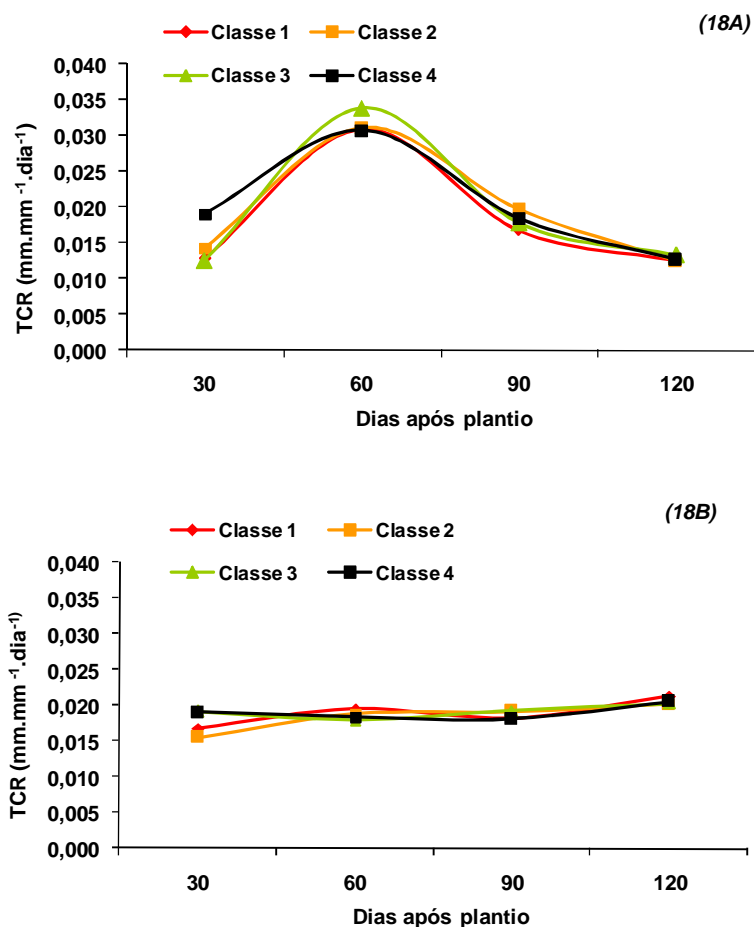 (18A)
Classe 1 Classe 2
Classe 3 Classe 4
0,040
0,035
0,030
0,025
0,020
0,015
0,010
0,005
0,000
TCR (mm.mm⁻¹.dia⁻¹)
30 60 90 120
Dias após plantio
(18B)
Classe 1 Classe 2
Classe 3 Classe 4
0,040
0,035
0,030
0,025
0,020
0,015
0,010
0,005
0,000
TCR (mm.mm⁻¹.dia⁻¹⁾
30 60 90 120
Dias após plantio